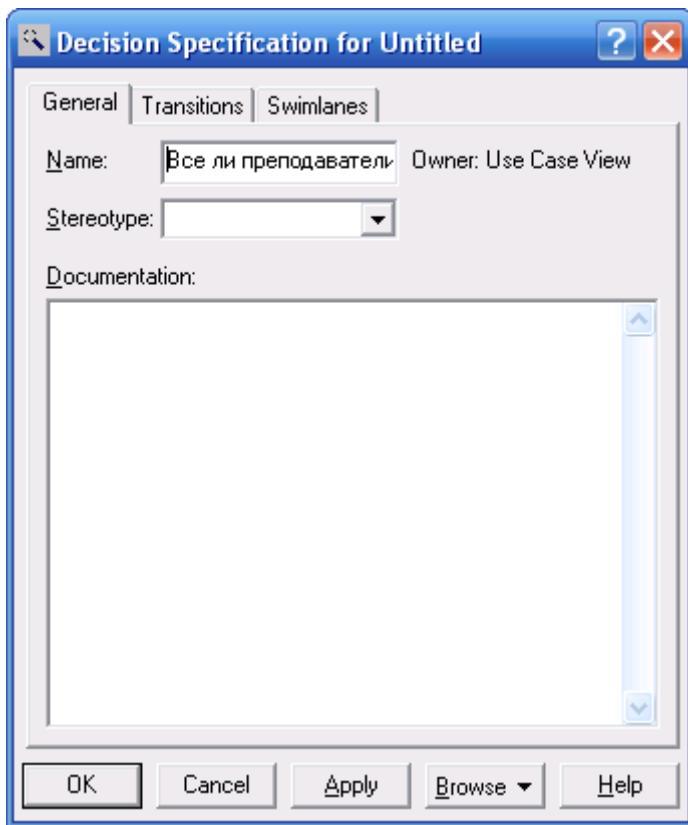 Decision Specification for Untitled
General Transitions Swimlanes
Name: Все ли преподаватели Owner: Use Case View
Stereotype:
Documentation:
OK Cancel Apply Browse Help